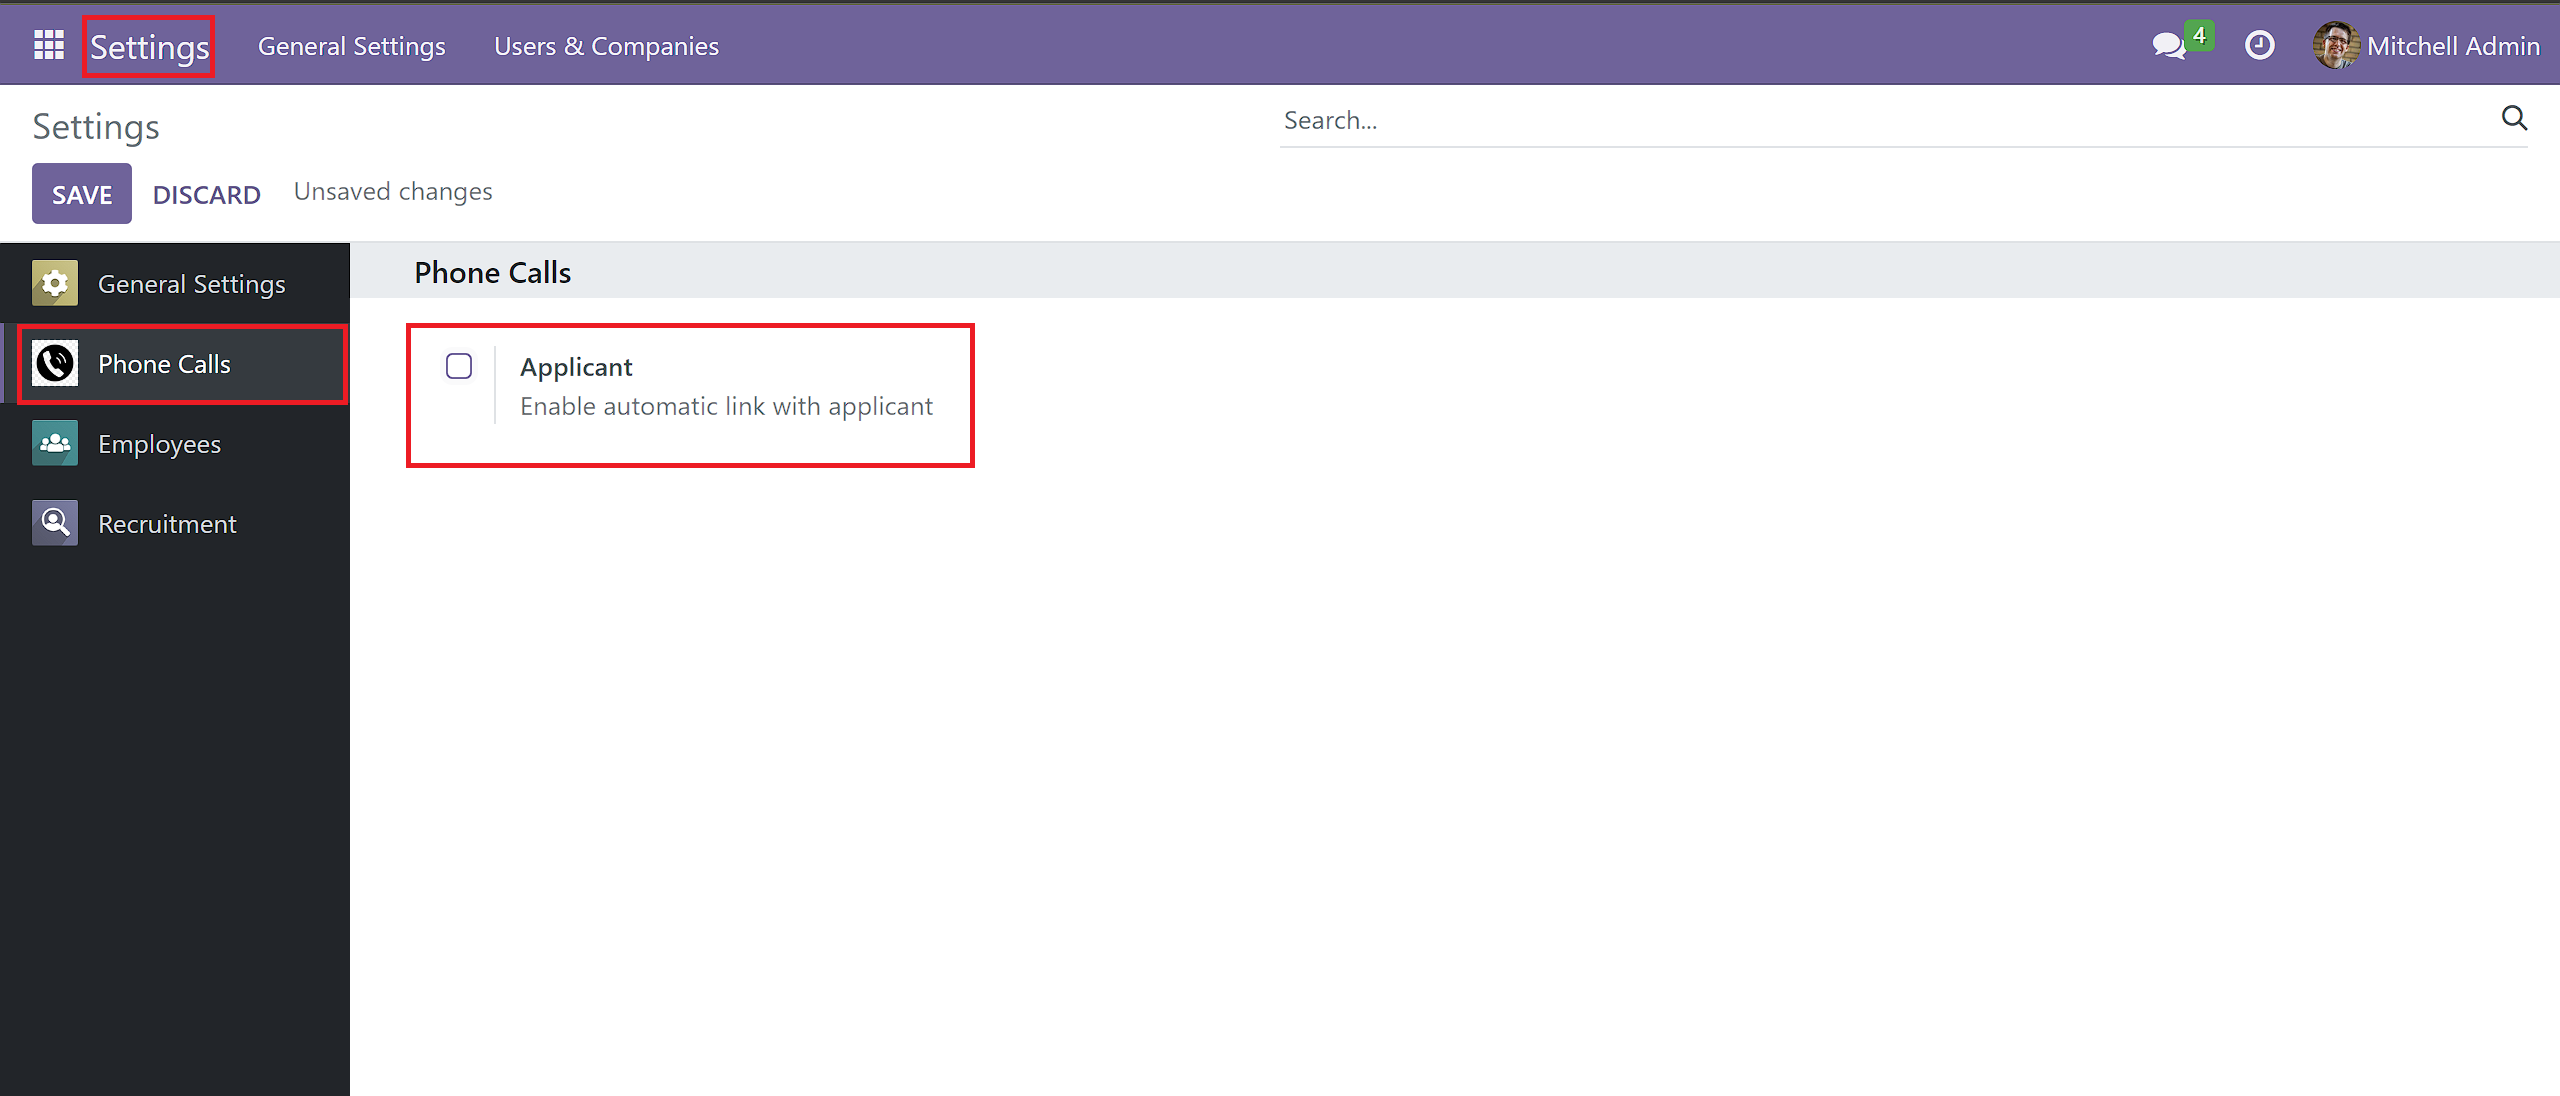 Settings General Settings Users & Companies 4 Mitchell Admin
Settings
Search...
SAVE DISCARD Unsaved changes
General Settings
Phone Calls
Employees
Recruitment
Phone Calls
Applicant
Enable automatic link with applicant